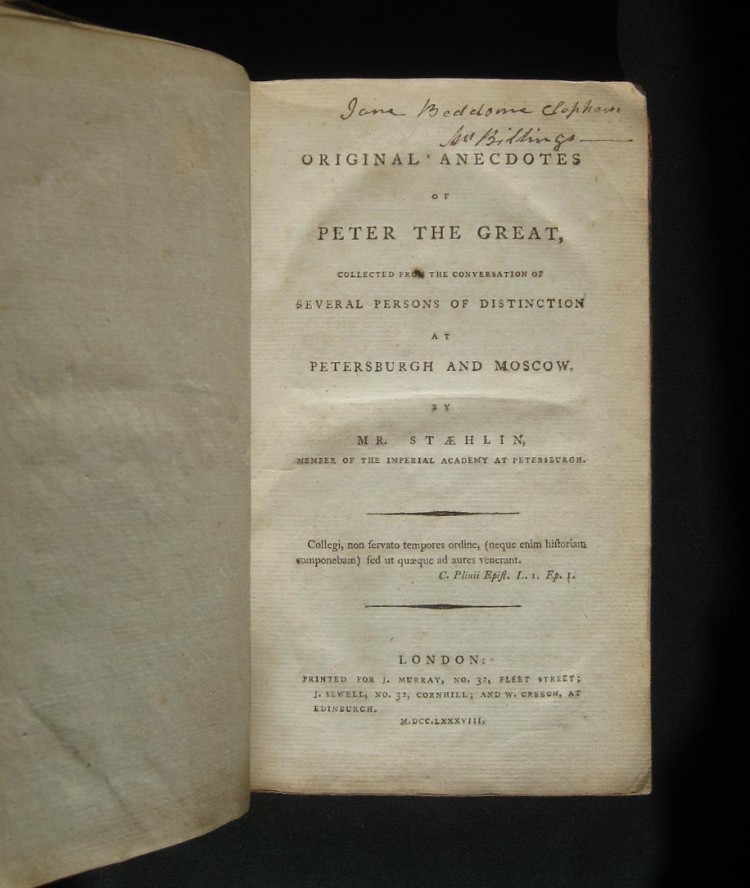 Jane Beddome Clapham
Mrs Billings
ORIGINAL ANECDOTES
OF
PETER THE GREAT,
COLLECTED FROM THE CONVERSATION OF
SEVERAL PERSONS OF DISTINCTION
AT
PETERSBURGH AND MOSCOW.
BY
MR. STÆHLIN,
MEMBER OF THE IMPERIAL ACADEMY AT PETERSBURGH.
Collegi, non ſervato tempores ordine, (neque enim hiſtoriam
componebam) ſed ut quæque ad aures venerant.
C. Plinii Epiſt. L. 1. Ep. 1.
LONDON:
PRINTED FOR J. MURRAY, NO. 32, FLEET STREET;
J. SEWELL, NO. 32, CORNHILL; AND W. CREECH, AT
EDINBURGH.
M.DCC.LXXXVIII.